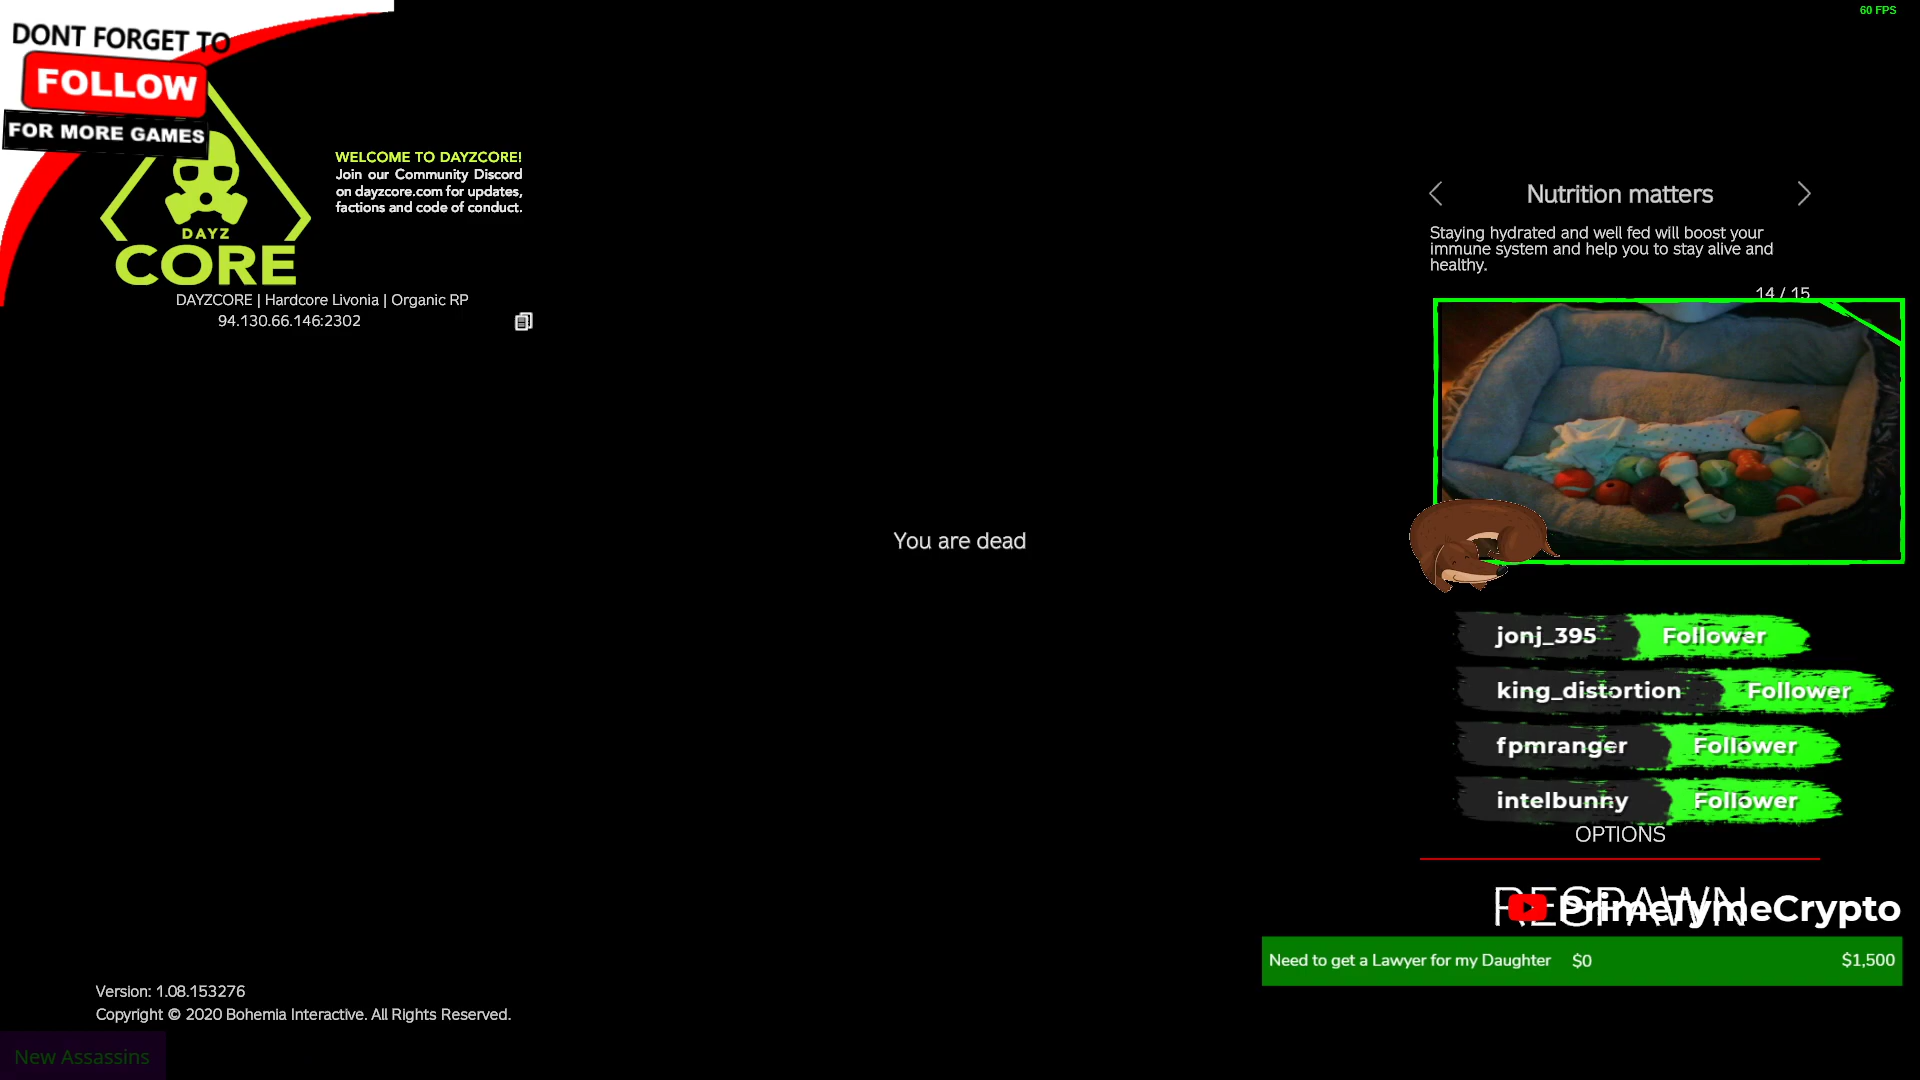 60 FPS
DONT FORGET TO
FOLLOW
FOR MORE GAMES
DAYZ
CORE
WELCOME TO DAYZCORE!
Join our Community Discord
on dayzcore.com for updates,
factions and code of conduct.
DAYZCORE | Hardcore Livonia | Organic RP
94.130.66.146:2302
Nutrition matters
Staying hydrated and well fed will boost your
immune system and help you to stay alive and
healthy.
14 / 15
You are dead
jonj_395 Follower
king_distortion Follower
fpmranger Follower
intelbunny Follower
OPTIONS
RESPAWN
PrimeTymeCrypto
Need to get a Lawyer for my Daughter $0 $1,500
Version: 1.08.153276
Copyright © 2020 Bohemia Interactive. All Rights Reserved.
New Assassins